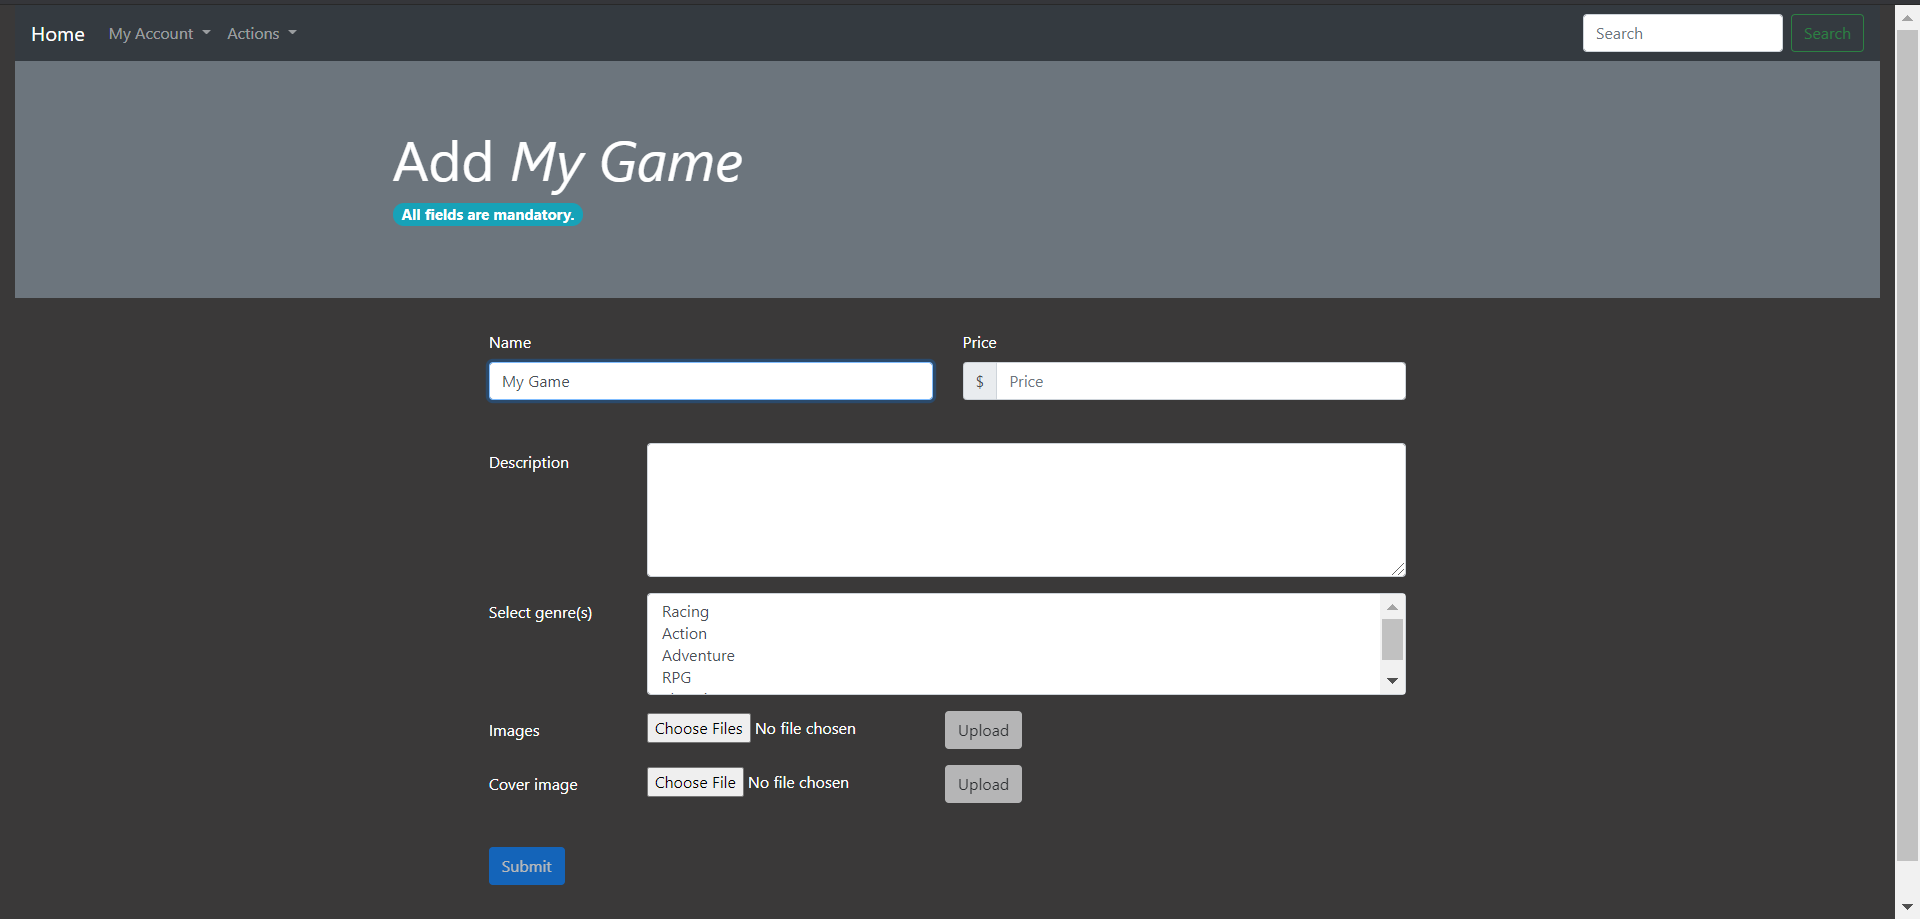 Home My Account Actions Search Search
Add My Game
All fields are mandatory.
Name Price
My Game $ Price
Description
Select genre(s) Racing
Action
Adventure
RPG
Images Choose Files No file chosen Upload
Cover image Choose File No file chosen Upload
Submit